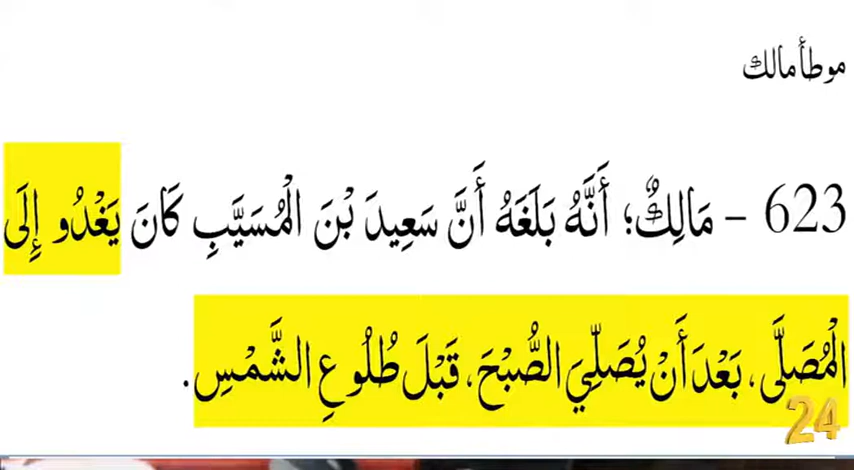 موطأ مالك
623 – مَالِكٌ؛ أَنَّهُ بَلَغَهُ أَنَّ سَعِيدَ بْنَ الْمُسَيَّبِ كَانَ يَغْدُو إِلَى
الْمُصَلَّى، بَعْدَ أَنْ يُصَلِّيَ الصُّبْحَ، قَبْلَ طُلُوعِ الشَّمْسِ.
24